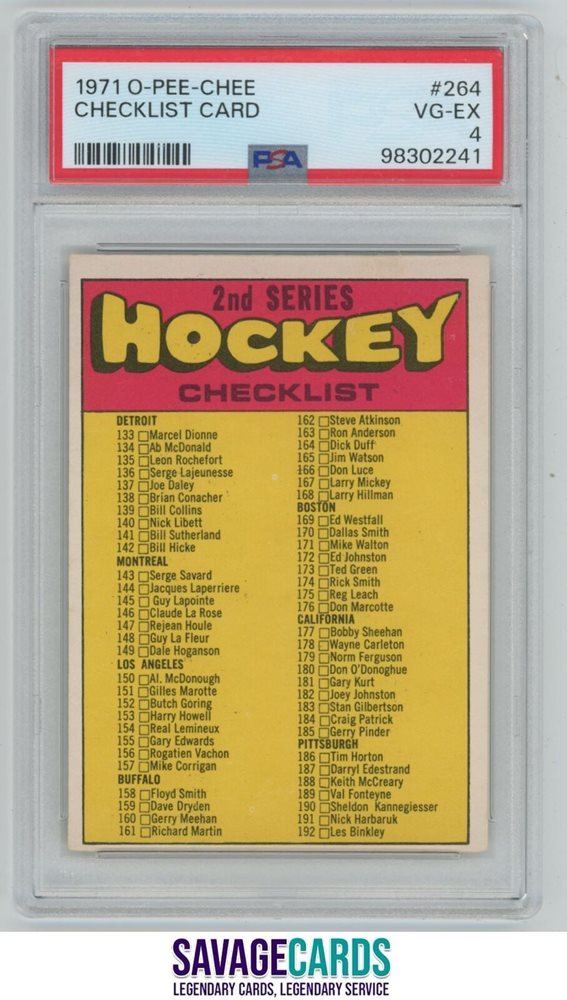 1971 O-PEE-CHEE #264
CHECKLIST CARD VG-EX
4
PSA 98302241
2nd SERIES
HOCKEY
CHECKLIST
DETROIT
133 Marcel Dionne
134 Ab McDonald
135 Leon Rochefort
136 Serge Lajeunesse
137 Joe Daley
138 Brian Conacher
139 Bill Collins
140 Nick Libett
141 Bill Sutherland
142 Bill Hicke
MONTREAL
143 Serge Savard
144 Jacques Laperriere
145 Guy Lapointe
146 Claude La Rose
147 Rejean Houle
148 Guy La Fleur
149 Dale Hoganson
LOS ANGELES
150 Al. McDonough
151 Gilles Marotte
152 Butch Goring
153 Harry Howell
154 Real Lemineux
155 Gary Edwards
156 Rogatien Vachon
157 Mike Corrigan
BUFFALO
158 Floyd Smith
159 Dave Dryden
160 Gerry Meehan
161 Richard Martin
162 Steve Atkinson
163 Ron Anderson
164 Dick Duff
165 Jim Watson
166 Don Luce
167 Larry Mickey
168 Larry Hillman
BOSTON
169 Ed Westfall
170 Dallas Smith
171 Mike Walton
172 Ed Johnston
173 Ted Green
174 Rick Smith
175 Reg Leach
176 Don Marcotte
CALIFORNIA
177 Bobby Sheehan
178 Wayne Carleton
179 Norm Ferguson
180 Don O'Donoghue
181 Gary Kurt
182 Joey Johnston
183 Stan Gilbertson
184 Craig Patrick
185 Gerry Pinder
PITTSBURGH
186 Tim Horton
187 Darryl Edestrand
188 Keith McCreary
189 Val Fonteyne
190 Sheldon Kannegiesser
191 Nick Harbaruk
192 Les Binkley
SAVAGECARDS
LEGENDARY CARDS, LEGENDARY SERVICE